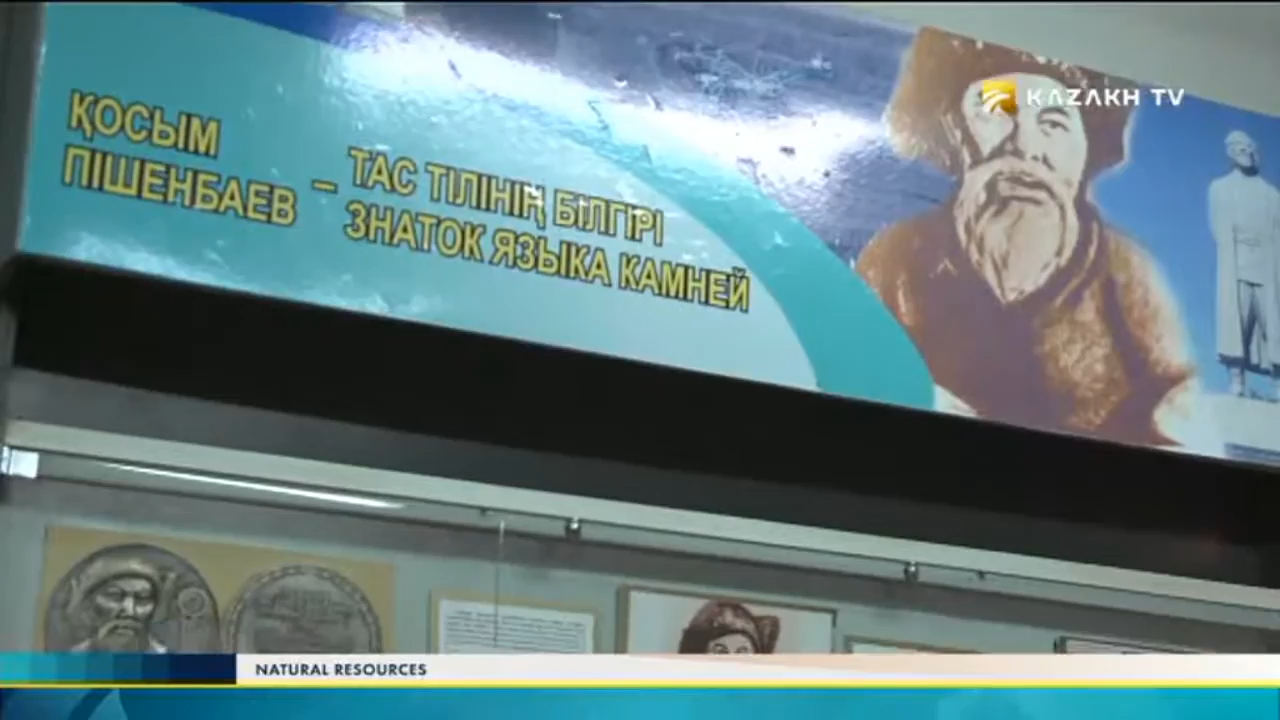 KAZAKH TV
ҚОСЫМ
ПІШЕНБАЕВ –
ТАС ТІЛІНІҢ БІЛГІРІ
ЗНАТОК ЯЗЫКА КАМНЕЙ
NATURAL RESOURCES